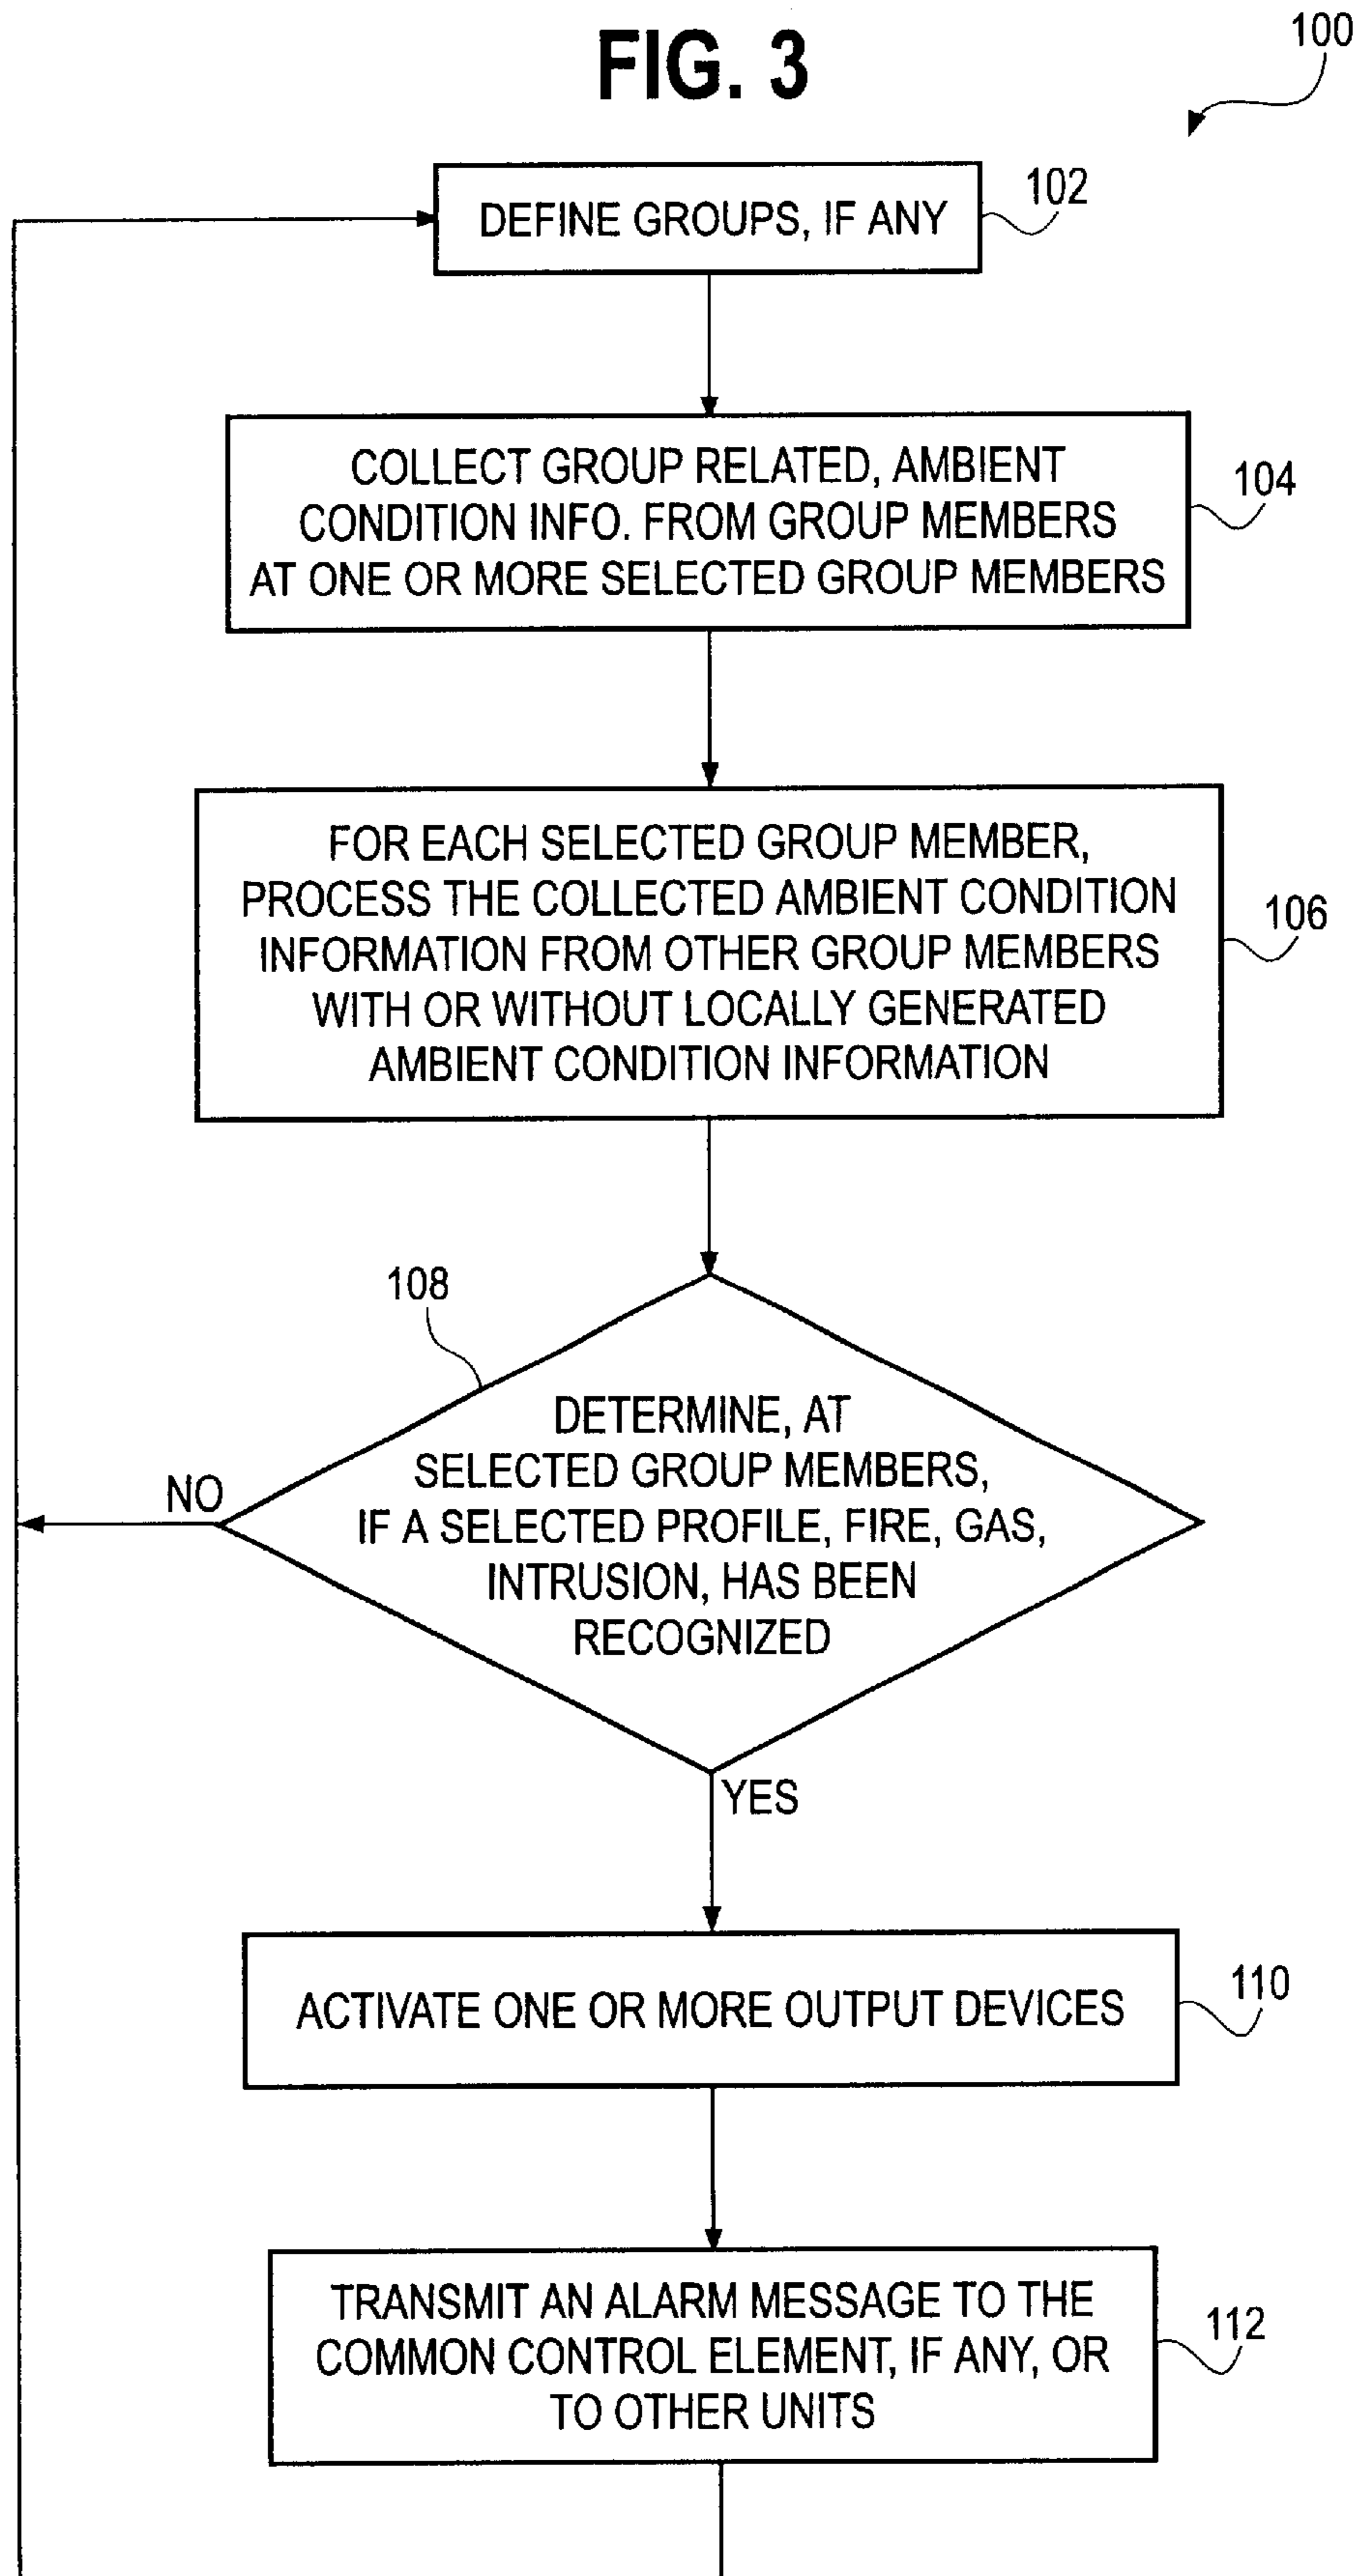 FIG. 3
100
DEFINE GROUPS, IF ANY
102
COLLECT GROUP RELATED, AMBIENT
CONDITION INFO. FROM GROUP MEMBERS
AT ONE OR MORE SELECTED GROUP MEMBERS
104
FOR EACH SELECTED GROUP MEMBER,
PROCESS THE COLLECTED AMBIENT CONDITION
INFORMATION FROM OTHER GROUP MEMBERS
WITH OR WITHOUT LOCALLY GENERATED
AMBIENT CONDITION INFORMATION
106
108
DETERMINE, AT
SELECTED GROUP MEMBERS,
IF A SELECTED PROFILE, FIRE, GAS,
INTRUSION, HAS BEEN
RECOGNIZED
NO
YES
ACTIVATE ONE OR MORE OUTPUT DEVICES
110
TRANSMIT AN ALARM MESSAGE TO THE
COMMON CONTROL ELEMENT, IF ANY, OR
TO OTHER UNITS
112